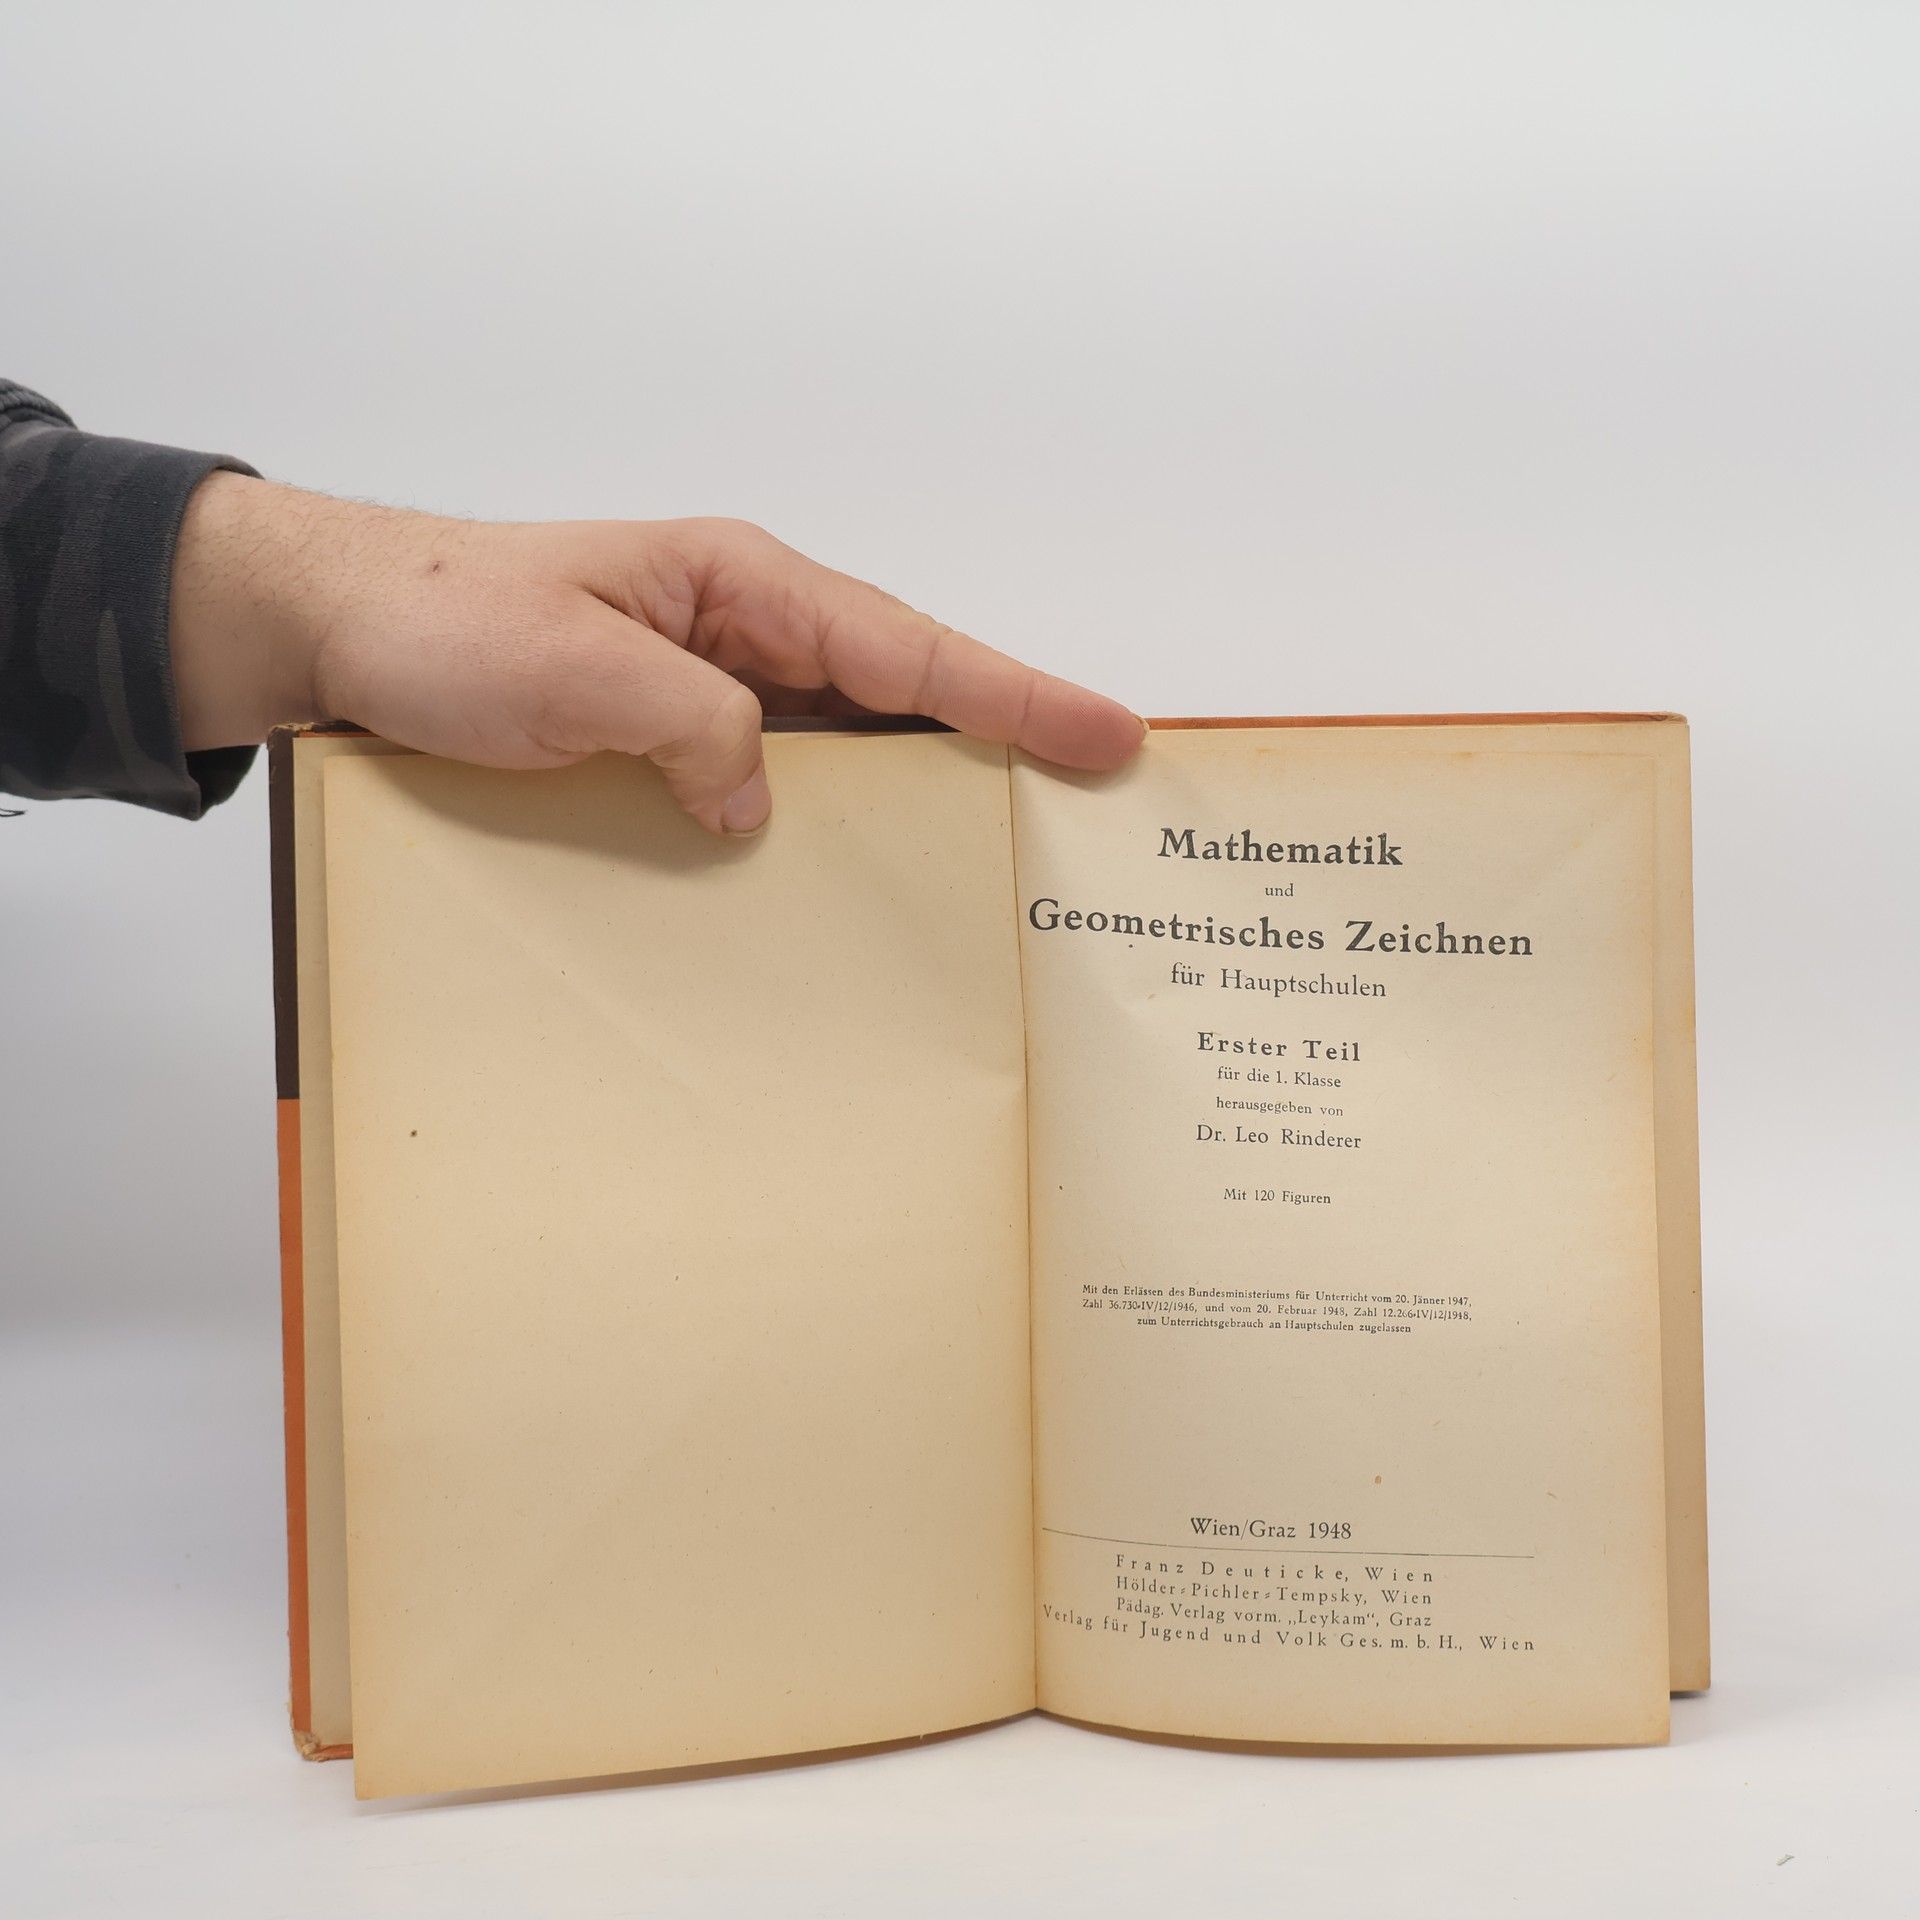 Mathematik
und
Geometrisches Zeichnen
für Hauptschulen
Erster Teil
für die 1. Klasse
herausgegeben von
Dr. Leo Rinderer
Mit 120 Figuren
Mit den Erlässen des Bundesministeriums für Unterricht vom 20. Jänner 1947,
Zahl 36.730-IV/12/1946, und vom 20. Februar 1948, Zahl 12.266-IV/12/1948,
zum Unterrichtsgebrauch an Hauptschulen zugelassen
Wien/Graz 1948
Franz Deuticke, Wien
Hölder-Pichler-Tempsky, Wien
Pädag. Verlag vorm. „Leykam“, Graz
Verlag für Jugend und Volk Ges. m. b. H., Wien